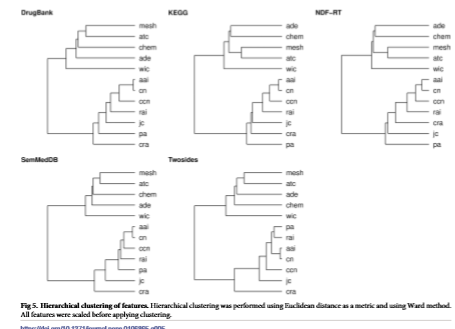 DrugBank
mesh
atc
chem
ade
wic
aai
cn
ccn
rai
jc
pa
cra
KEGG
ade
chem
mesh
atc
wic
aai
cn
ccn
rai
jc
cra
pa
NDF-RT
ade
chem
mesh
atc
wic
aai
cn
ccn
rai
cra
jc
pa
SemMedDB
mesh
atc
chem
ade
wic
aai
cn
ccn
rai
pa
jc
cra
Twosides
mesh
atc
ade
chem
wic
pa
rai
aai
cn
ccn
jc
cra
Fig 5. Hierarchical clustering of features. Hierarchical clustering was performed using Euclidean distance as a metric and using Ward method.
All features were scaled before applying clustering.